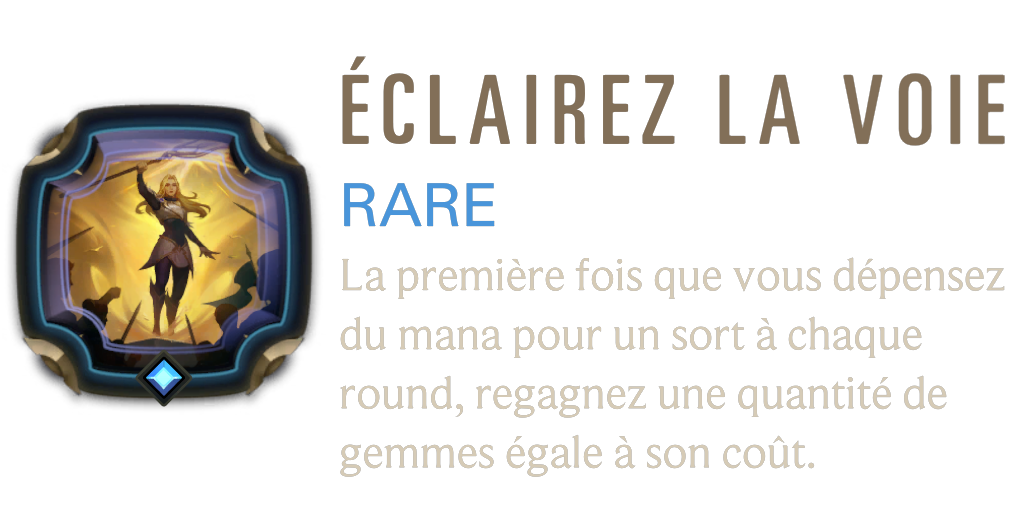 ÉCLAIREZ LA VOIE
RARE
La première fois que vous dépensez
du mana pour un sort à chaque
round, regagnez une quantité de
gemmes égale à son coût.